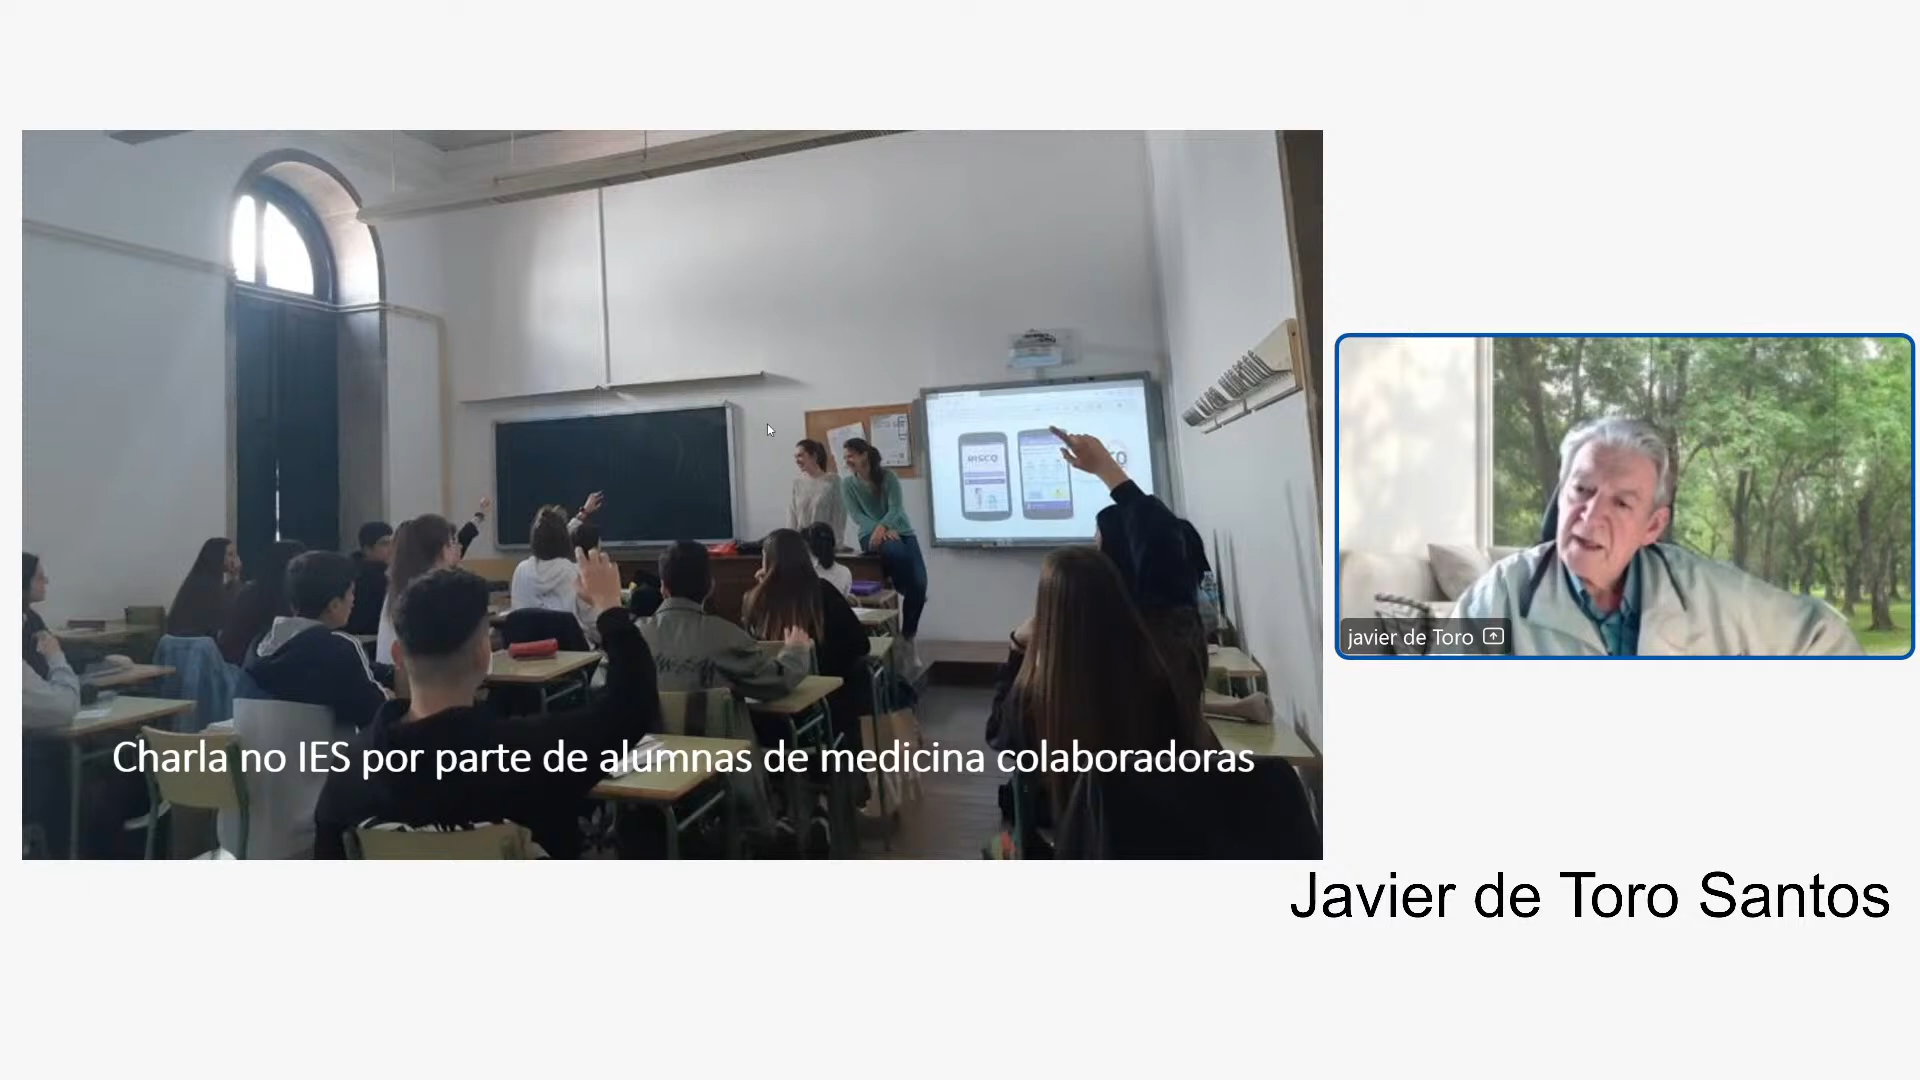 Charla no IES por parte de alumnas de medicina colaboradoras
javier de Toro
Javier de Toro Santos